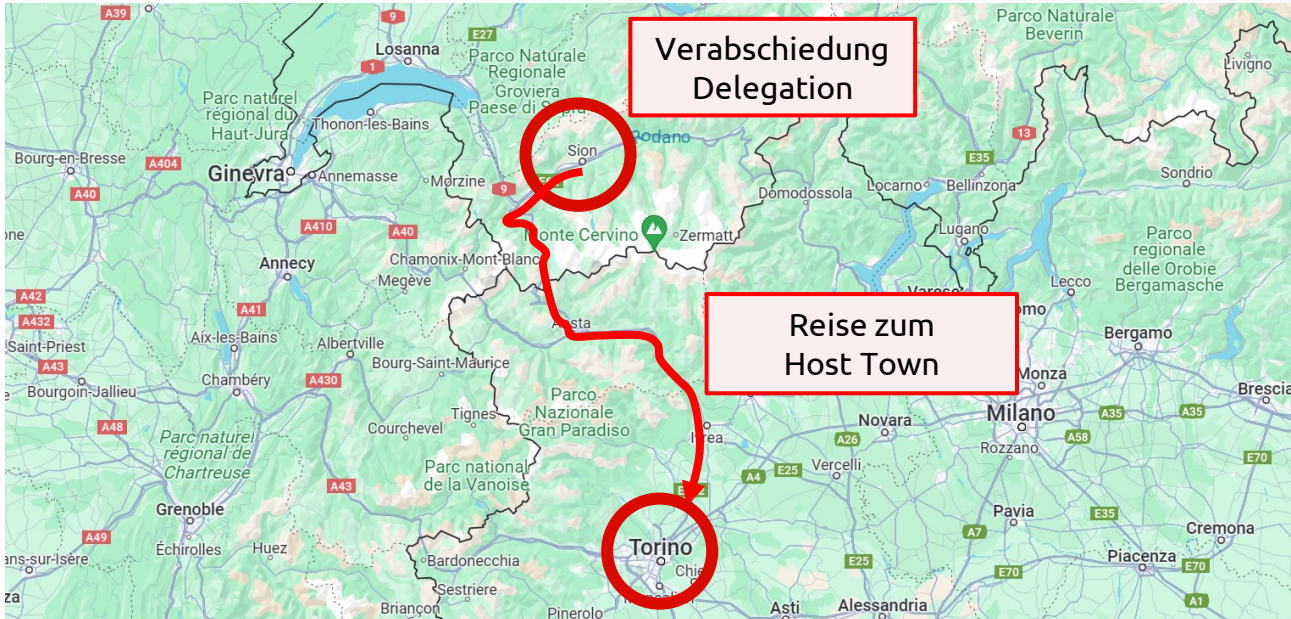 A39
9
E27
Losanna
Parco Naturale
Regionale
Groviera
Verabschiedung
Delegation
Parco Naturale
Beverin
Livigno
1
Parc naturel
régional du
Haut-Jura
Thonon-les-Bains
13
E35
Bourg-en-Bresse
A404
A40
Ginevra
Annemasse
Morzine
9
Sion
Rodano
Domodossola
Locarno
Bellinzona
Sondrio
A410
A40
Monte Cervino
Zermatt
Lugano
Parco
regionale
delle Orobie
Bergamasche
Annecy
Chamonix-Mont-Blanc
Megève
Lecco
A42
A432
Saint-Priest
A41
Aix-les-Bains
Albertville
Aosta
Reise zum
Host Town
Bergamo
A43
Bourgoin-Jallieu
Chambéry
A430
Bourg-Saint-Maurice
Monza
Brescia
A48
Parc naturel
régional de
Chartreuse
Courchevel
Tignes
Parco
Nazionale
Gran Paradiso
Novara
Milano
A35
A35
A58
Rozzano
A26
Vercelli
E25
A4
E70
A43
Parc national
de la Vanoise
Grenoble
Échirolles
Huez
A49
Pavia
E35
A7
Cremona
Bardonecchia
Torino
E25
E70
Piacenza
E70
Sestriere
Briançon
Pinerolo
Asti
Alessandria
A1